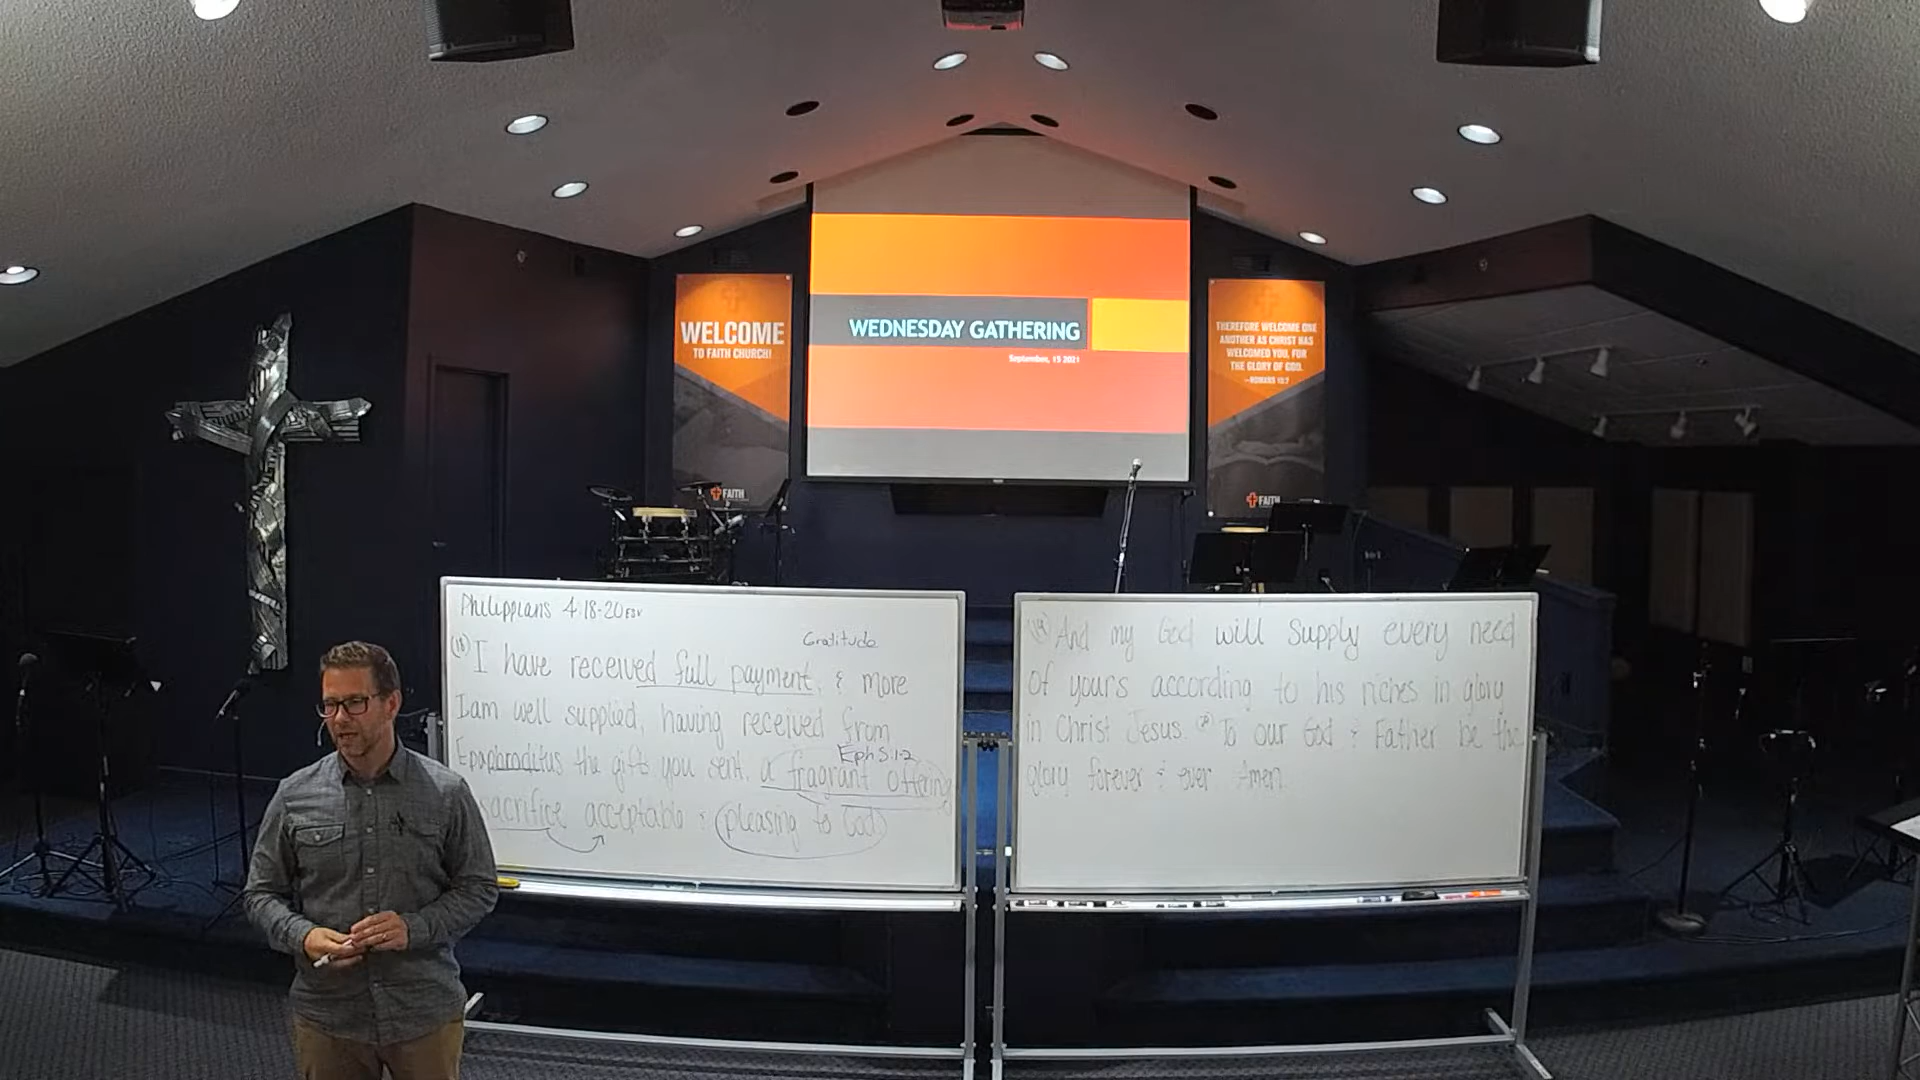 WEDNESDAY GATHERING
September, 15 2021
WELCOME
TO FAITH CHURCH!
FAITH
THEREFORE WELCOME ONE
ANOTHER AS CHRIST HAS
WELCOMED YOU, FOR
THE GLORY OF GOD.
—ROMANS 15:7
FAITH
Philippians 4:18-20 ESV
Gratitude
(18) I have received full payment, & more
I am well supplied, having received from
Eph 5:1-2
Epaphroditus the gift you sent, a fragrant offering
sacrifice acceptable & pleasing to God.
(19) And my God will supply every need
of yours according to his riches in glory
in Christ Jesus. (20) To our God & Father be the
glory forever & ever Amen.